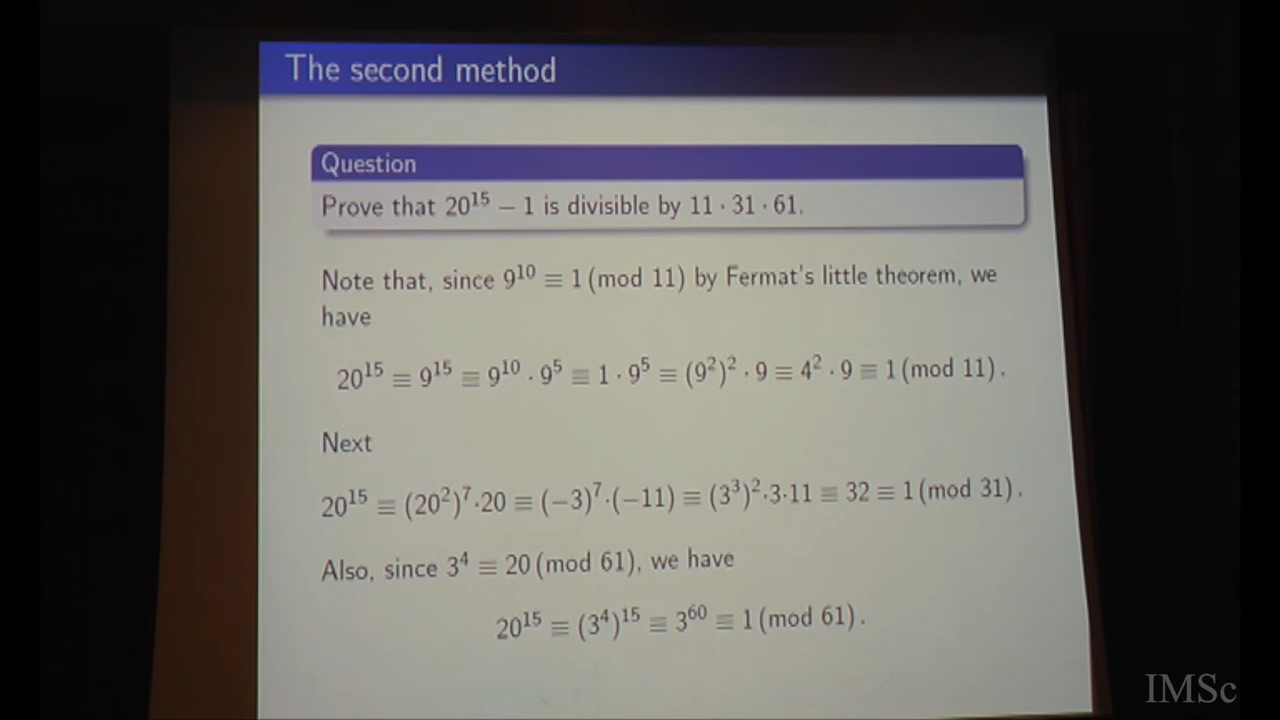 The second method
Question
Prove that 20^15 − 1 is divisible by 11 · 31 · 61.
Note that, since 9^10 ≡ 1 (mod 11) by Fermat's little theorem, we
have
20^15 ≡ 9^15 ≡ 9^10 · 9^5 ≡ 1 · 9^5 ≡ (9^2)^2 · 9 ≡ 4^2 · 9 ≡ 1 (mod 11).
Next
20^15 ≡ (20^2)^7·20 ≡ (−3)^7·(−11) ≡ (3^3)^2·3·11 ≡ 32 ≡ 1 (mod 31).
Also, since 3^4 ≡ 20 (mod 61), we have
20^15 ≡ (3^4)^15 ≡ 3^60 ≡ 1 (mod 61).
IMSc